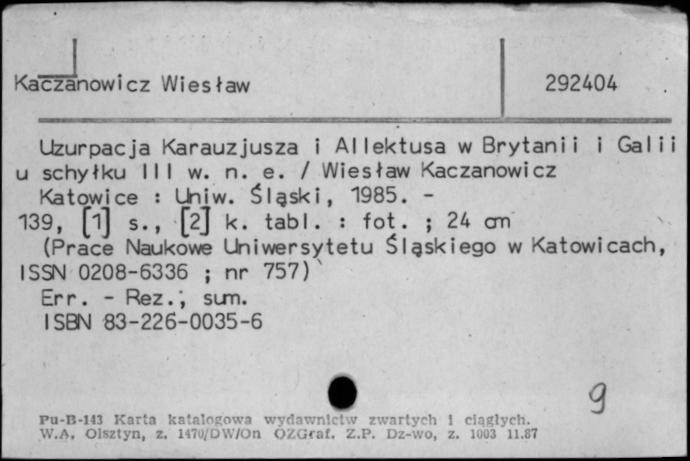 Kaczanowicz Wiesław 292404
Uzurpacja Karauzjusza i Allektusa w Brytanii i Galii
u schyłku III w. n. e. / Wiesław Kaczanowicz
Katowice : Uniw. Śląski, 1985. -
139, [1] s., [2] k. tabl. : fot. ; 24 cm
(Prace Naukowe Uniwersytetu Śląskiego w Katowicach,
ISSN 0208-6336 ; nr 757)
Err. - Rez., sum.
ISBN 83-226-0035-6
9
Pu-B-143 Karta katalogowa wydawnictw zwartych i ciągłych.
W.A. Olsztyn, z. 1470/DW/On OZGraf. Z.P. Dz-wo, z. 1003 11.87